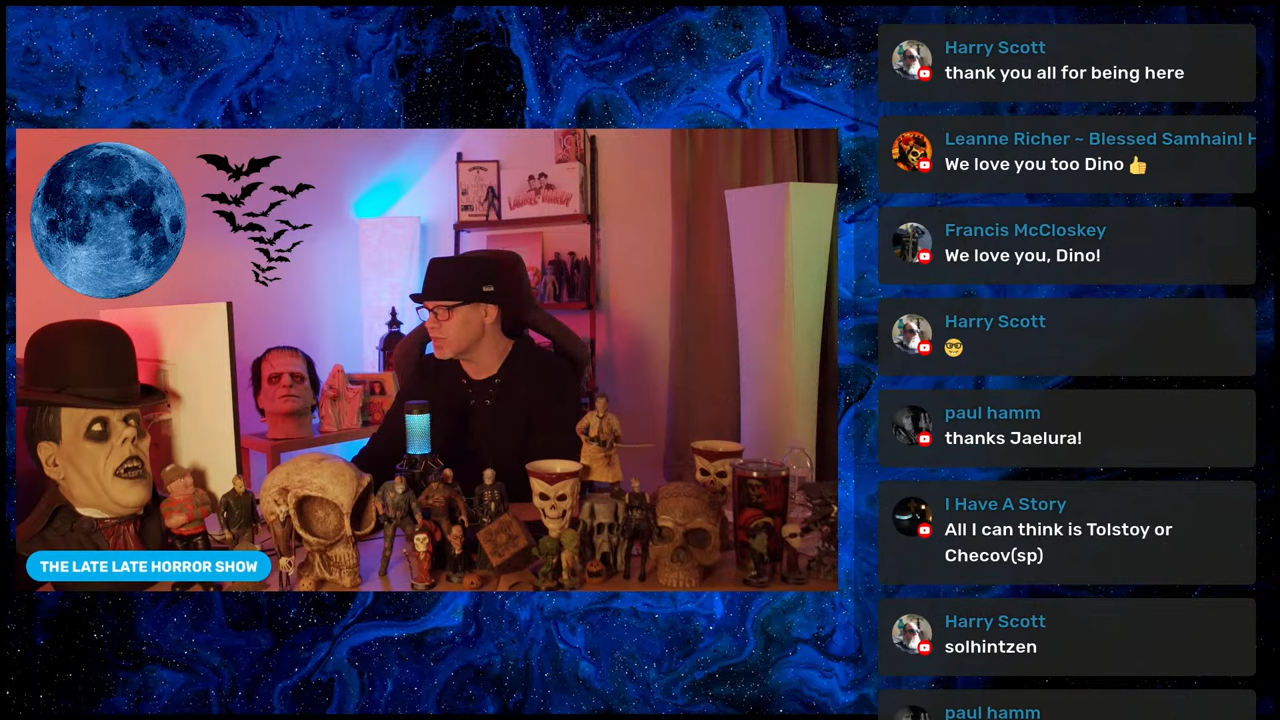 LAUREL HARDY
THE LATE LATE HORROR SHOW
Harry Scott
thank you all for being here
Leanne Richer ~ Blessed Samhain! H
We love you too Dino 👍
Francis McCloskey
We love you, Dino!
Harry Scott
🤓
paul hamm
thanks Jaelura!
I Have A Story
All I can think is Tolstoy or
Checov(sp)
Harry Scott
solhintzen
paul hamm